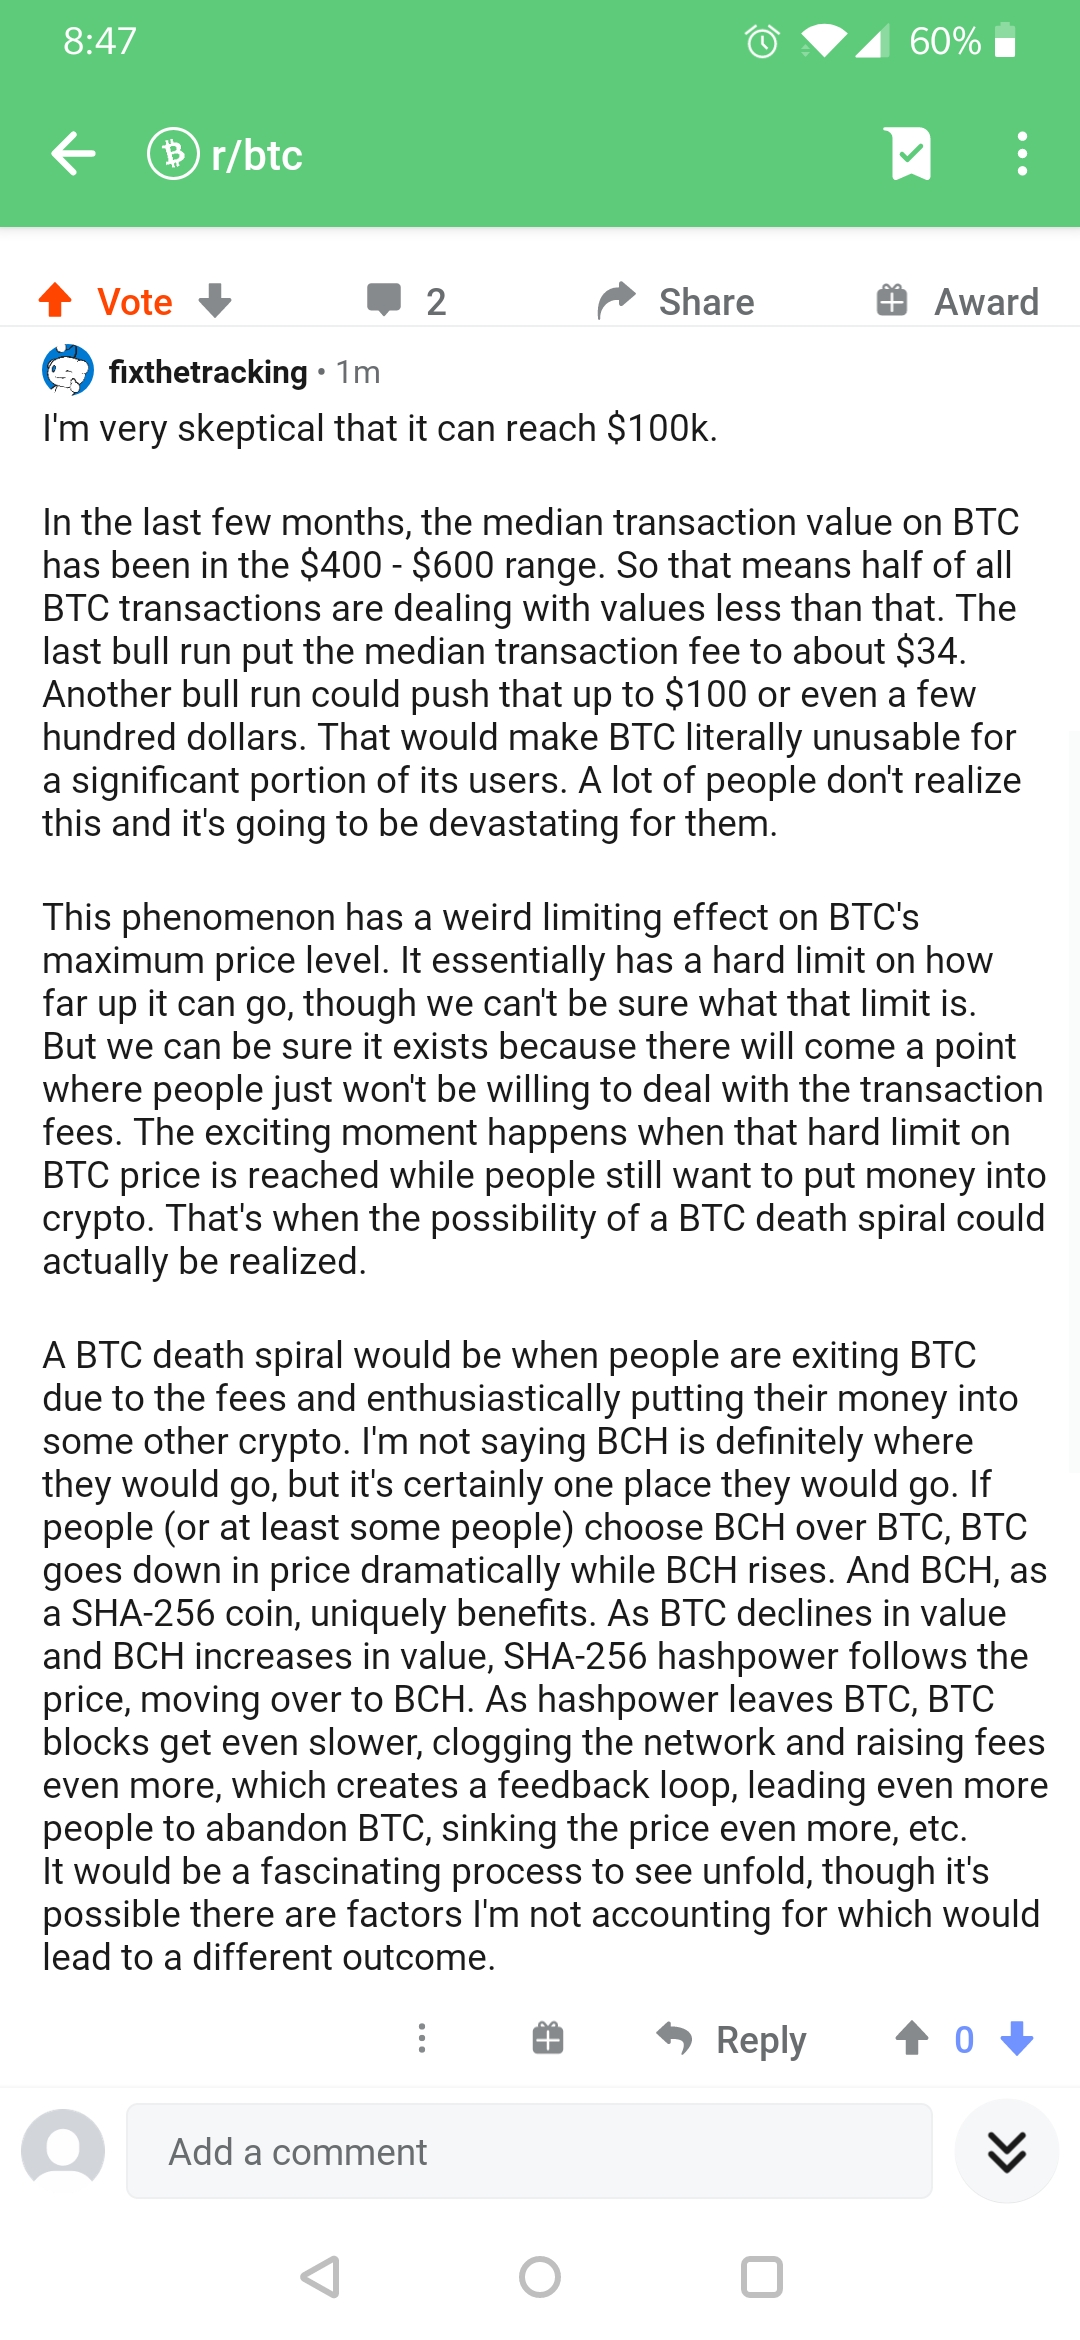 8:47
60%
r/btc
Vote
2
Share
Award
fixthetracking • 1m
I'm very skeptical that it can reach $100k.
In the last few months, the median transaction value on BTC
has been in the $400 - $600 range. So that means half of all
BTC transactions are dealing with values less than that. The
last bull run put the median transaction fee to about $34.
Another bull run could push that up to $100 or even a few
hundred dollars. That would make BTC literally unusable for
a significant portion of its users. A lot of people don't realize
this and it's going to be devastating for them.
This phenomenon has a weird limiting effect on BTC's
maximum price level. It essentially has a hard limit on how
far up it can go, though we can't be sure what that limit is.
But we can be sure it exists because there will come a point
where people just won't be willing to deal with the transaction
fees. The exciting moment happens when that hard limit on
BTC price is reached while people still want to put money into
crypto. That's when the possibility of a BTC death spiral could
actually be realized.
A BTC death spiral would be when people are exiting BTC
due to the fees and enthusiastically putting their money into
some other crypto. I'm not saying BCH is definitely where
they would go, but it's certainly one place they would go. If
people (or at least some people) choose BCH over BTC, BTC
goes down in price dramatically while BCH rises. And BCH, as
a SHA-256 coin, uniquely benefits. As BTC declines in value
and BCH increases in value, SHA-256 hashpower follows the
price, moving over to BCH. As hashpower leaves BTC, BTC
blocks get even slower, clogging the network and raising fees
even more, which creates a feedback loop, leading even more
people to abandon BTC, sinking the price even more, etc.
It would be a fascinating process to see unfold, though it's
possible there are factors I'm not accounting for which would
lead to a different outcome.
Reply
0
Add a comment